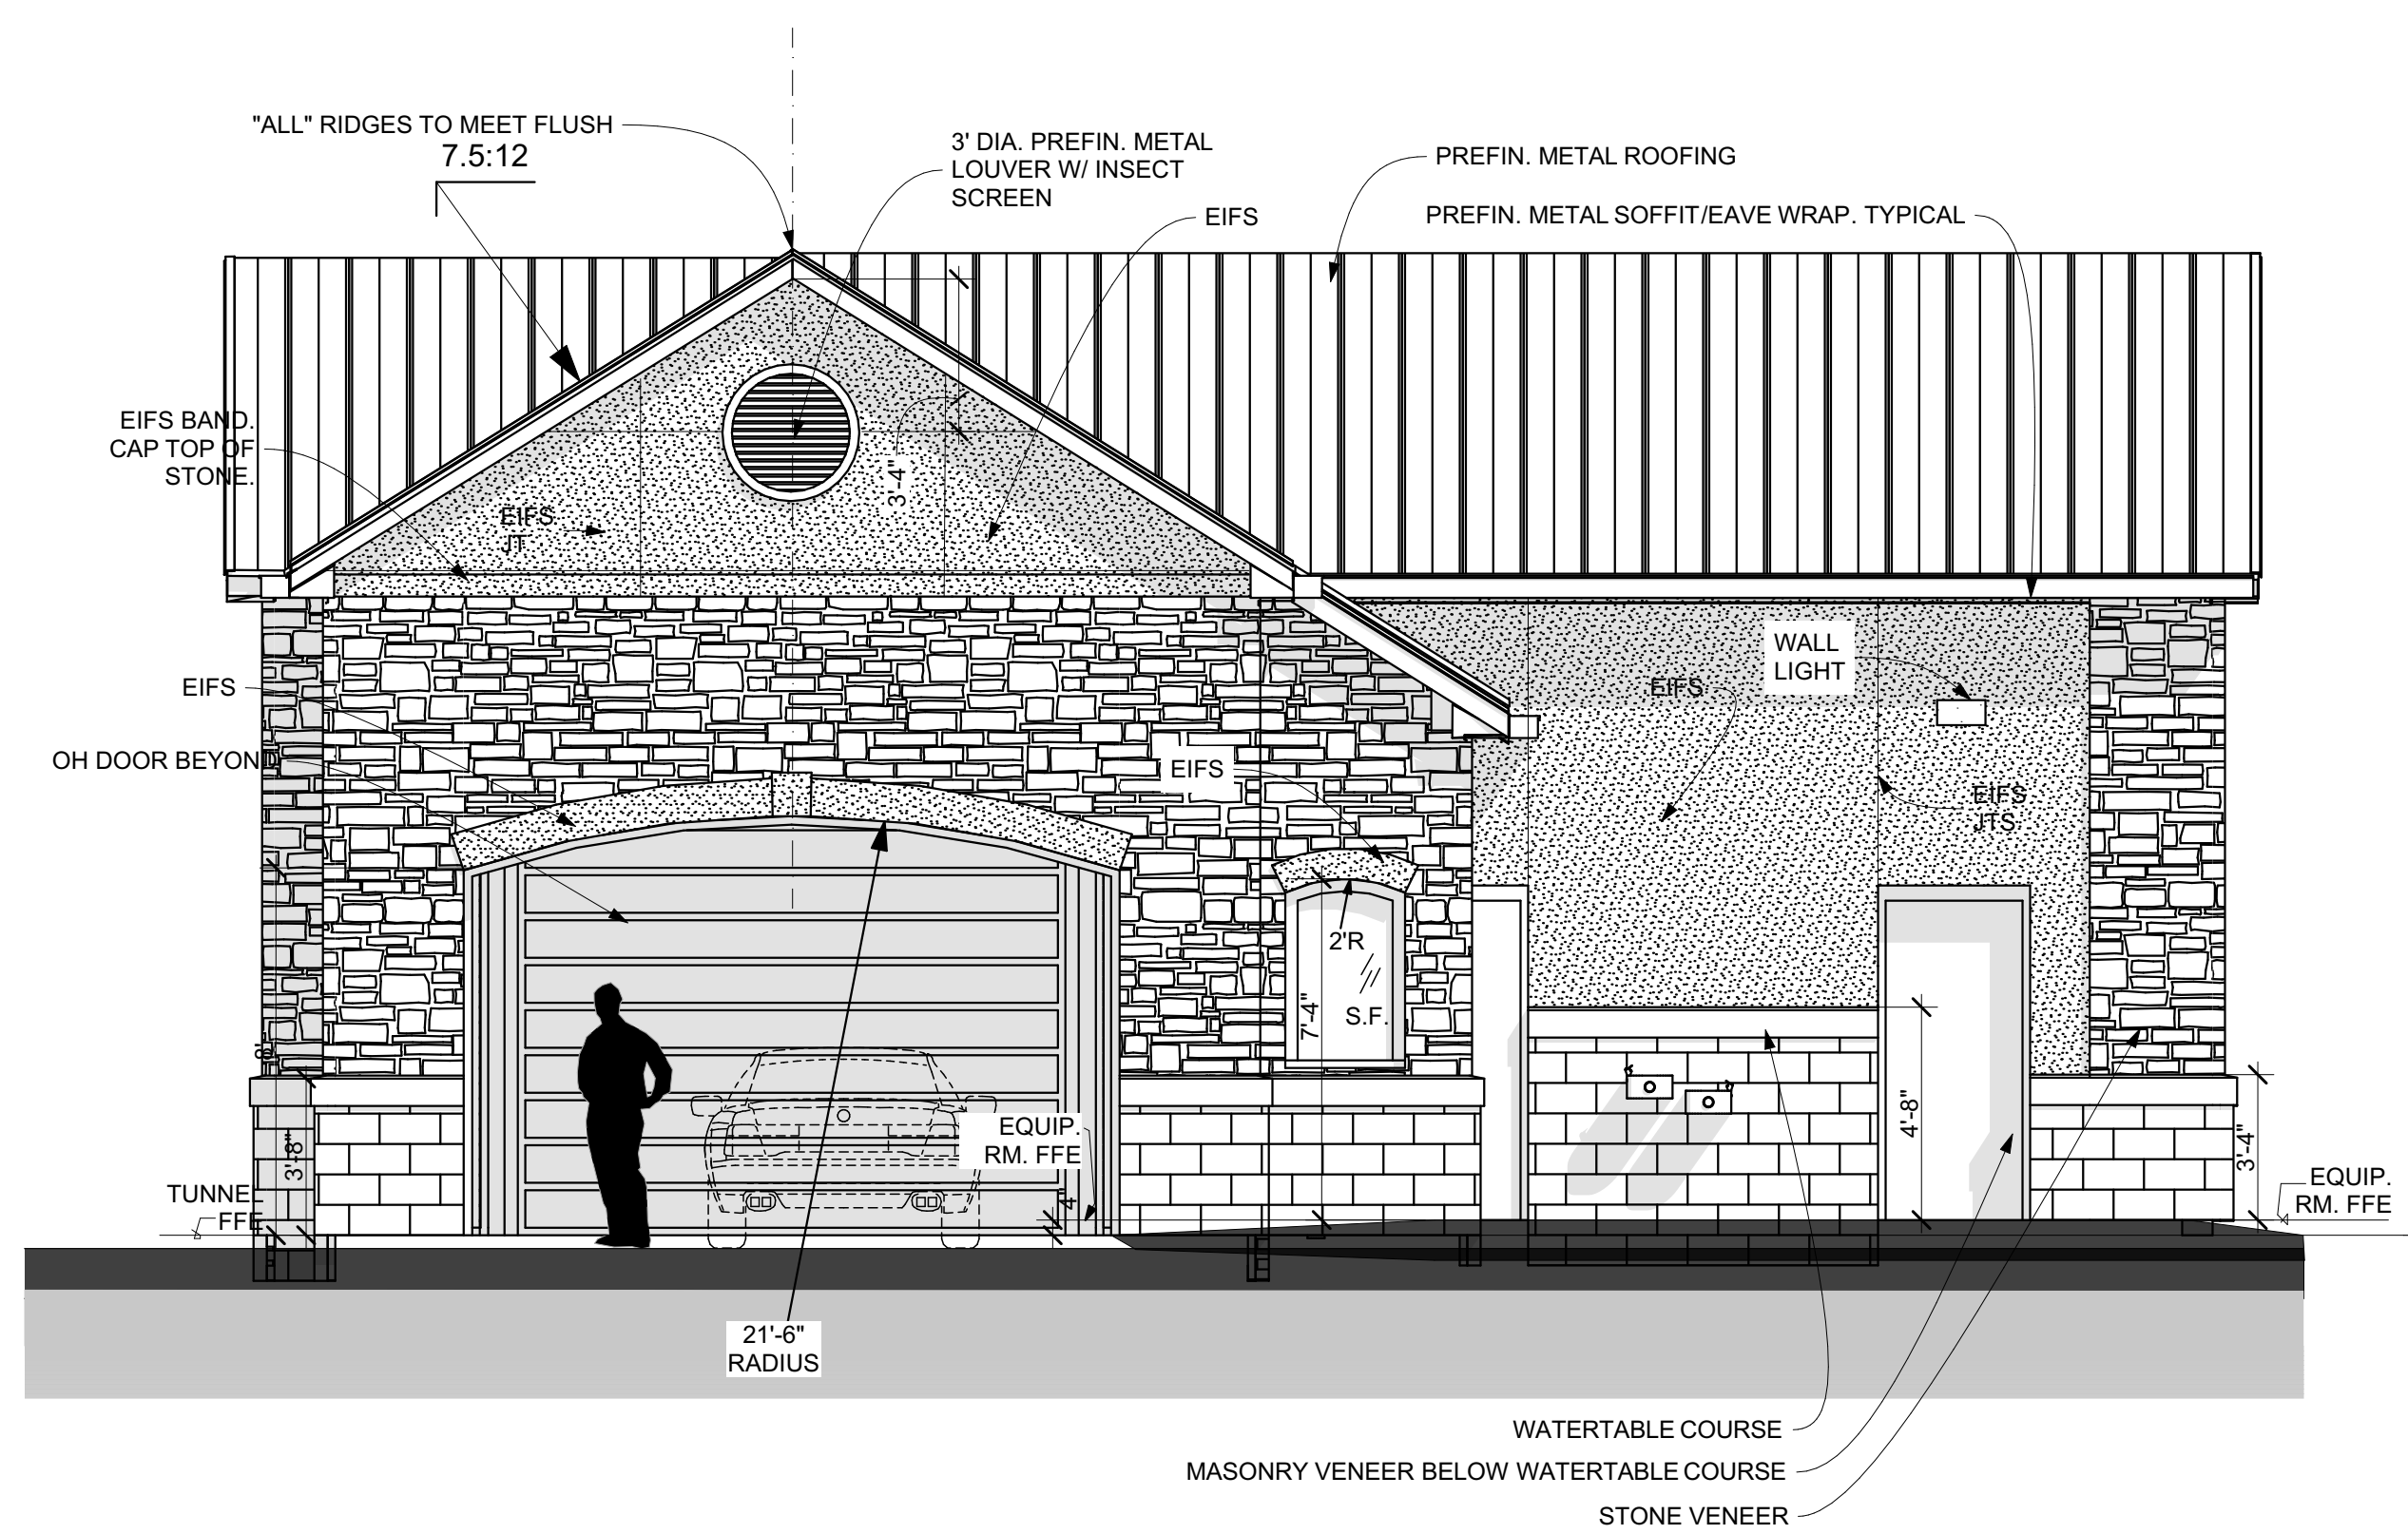 "ALL" RIDGES TO MEET FLUSH
7.5:12
3' DIA. PREFIN. METAL
LOUVER W/ INSECT
SCREEN
EIFS
PREFIN. METAL ROOFING
PREFIN. METAL SOFFIT/EAVE WRAP. TYPICAL
EIFS BAND.
CAP TOP OF
STONE.
3'-4"
EIFS
JT
WALL
LIGHT
EIFS
EIFS
OH DOOR BEYOND
EIFS
EIFS
JTS
2'R
7'-4"
S.F.
8'
3'-8"
EQUIP.
RM. FFE
4"
4'-8"
3'-4"
TUNNEL
FFE
EQUIP.
RM. FFE
21'-6"
RADIUS
WATERTABLE COURSE
MASONRY VENEER BELOW WATERTABLE COURSE
STONE VENEER